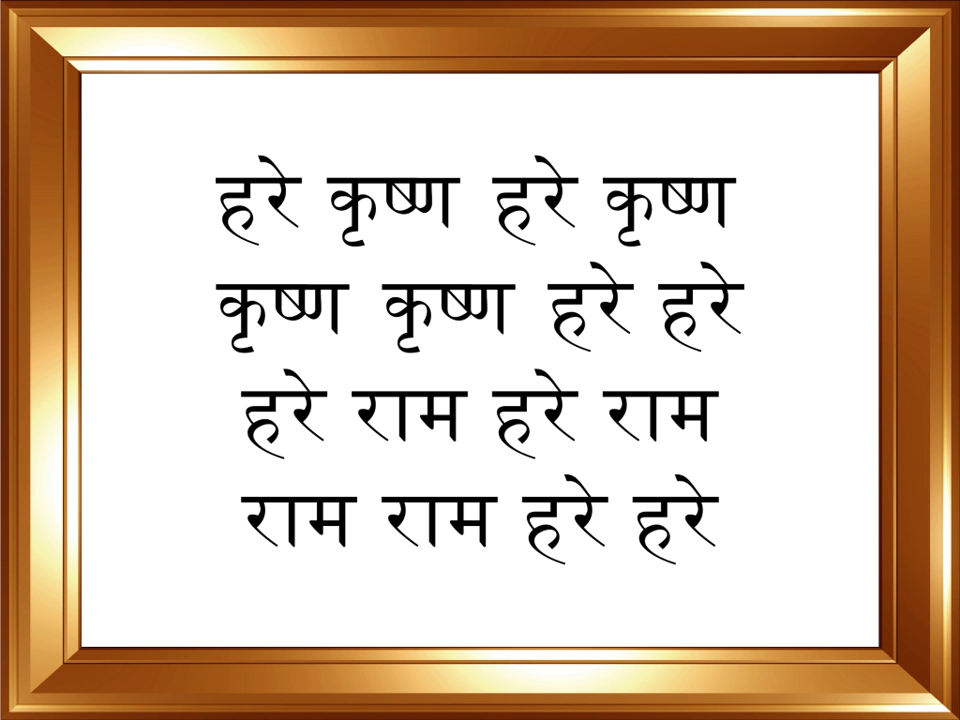 हरे कृष्ण हरे कृष्ण
कृष्ण कृष्ण हरे हरे
हरे राम हरे राम
राम राम हरे हरे